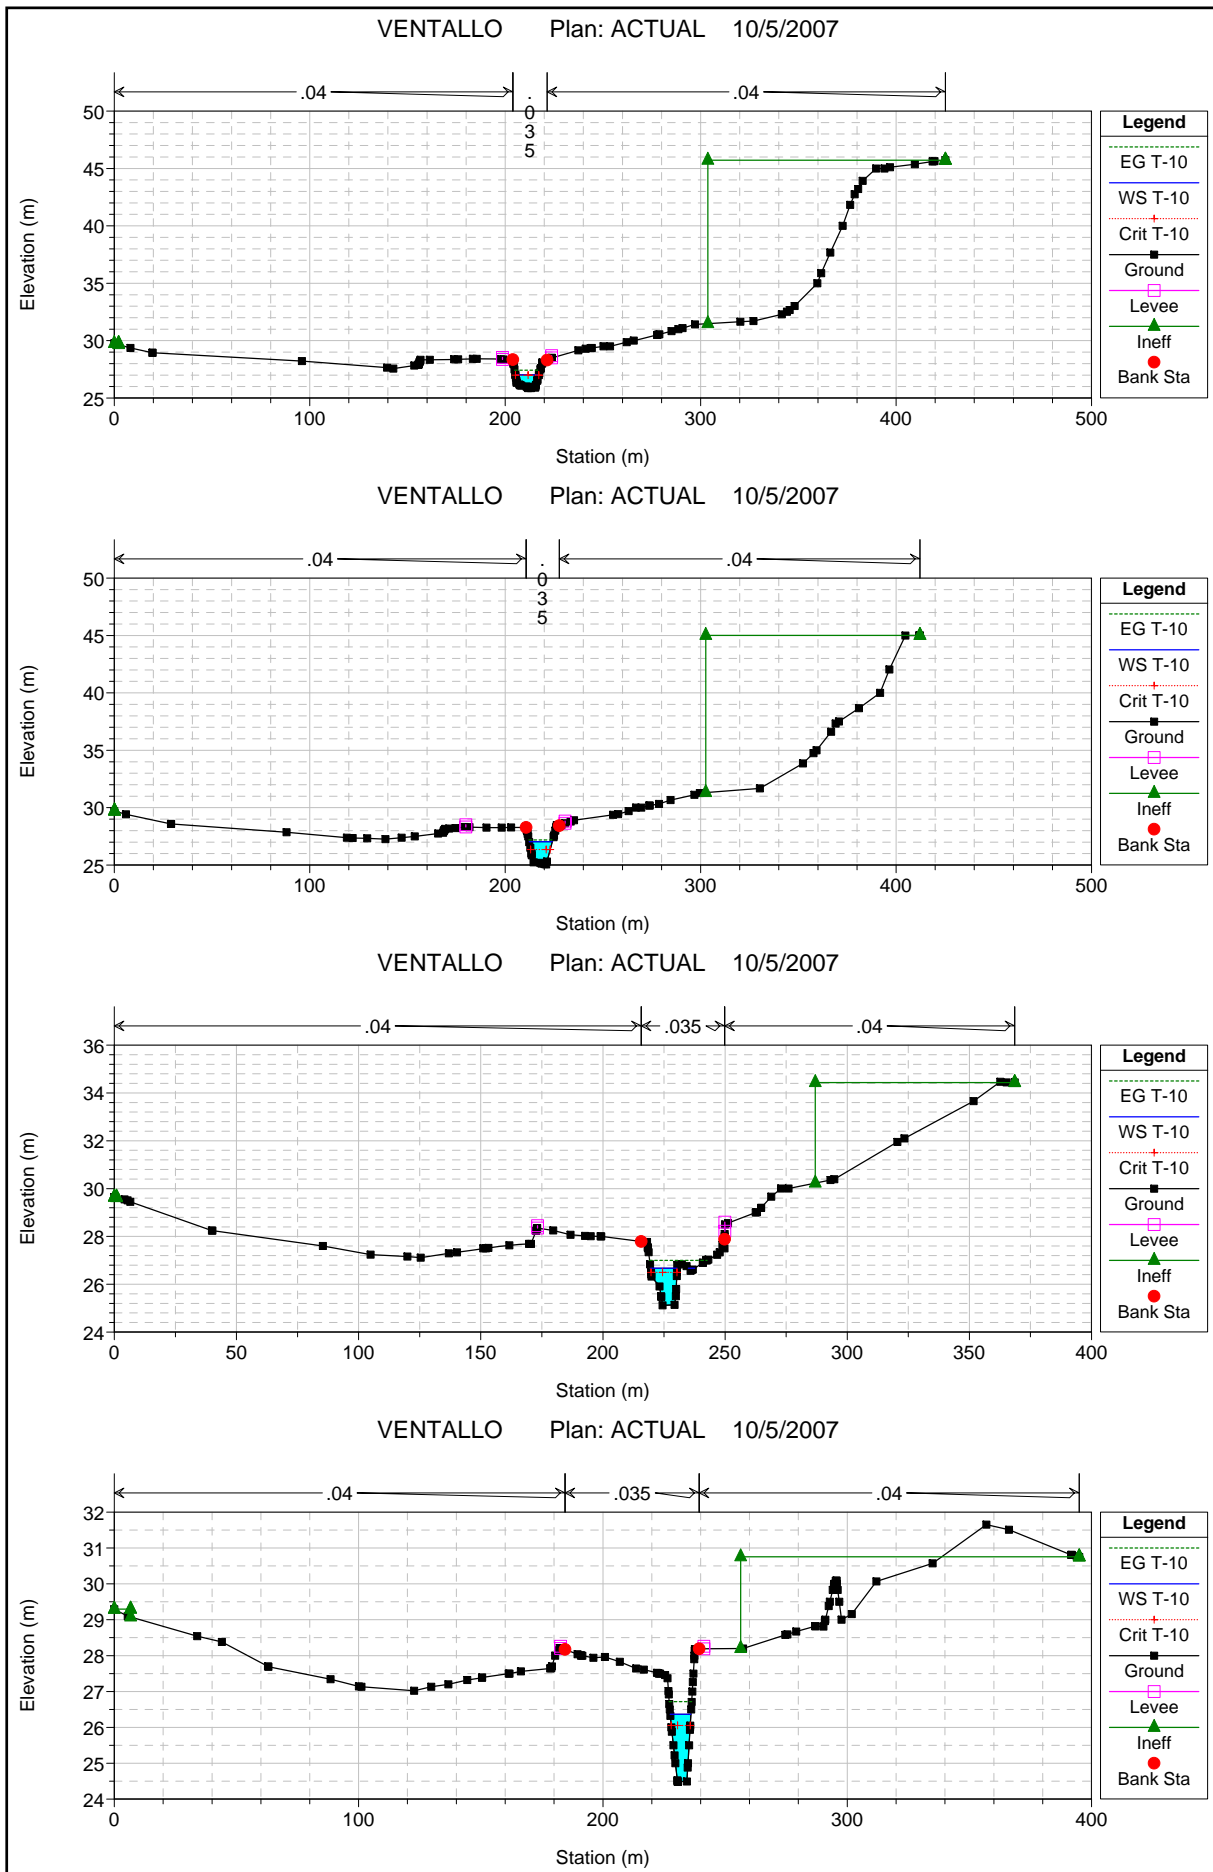 VENTALLO Plan: ACTUAL 10/5/2007
.04 .035 .04
50
45
40
35
30
25
0 100 200 300 400 500
Elevation (m)
Station (m)
Legend
EG T-10
WS T-10
Crit T-10
Ground
Levee
Ineff
Bank Sta
VENTALLO Plan: ACTUAL 10/5/2007
.04 .035 .04
50
45
40
35
30
25
0 100 200 300 400 500
Elevation (m)
Station (m)
Legend
EG T-10
WS T-10
Crit T-10
Ground
Levee
Ineff
Bank Sta
VENTALLO Plan: ACTUAL 10/5/2007
.04 .035 .04
36
34
32
30
28
26
24
0 50 100 150 200 250 300 350 400
Elevation (m)
Station (m)
Legend
EG T-10
WS T-10
Crit T-10
Ground
Levee
Ineff
Bank Sta
VENTALLO Plan: ACTUAL 10/5/2007
.04 .035 .04
32
31
30
29
28
27
26
25
24
0 100 200 300 400
Elevation (m)
Station (m)
Legend
EG T-10
WS T-10
Crit T-10
Ground
Levee
Ineff
Bank Sta